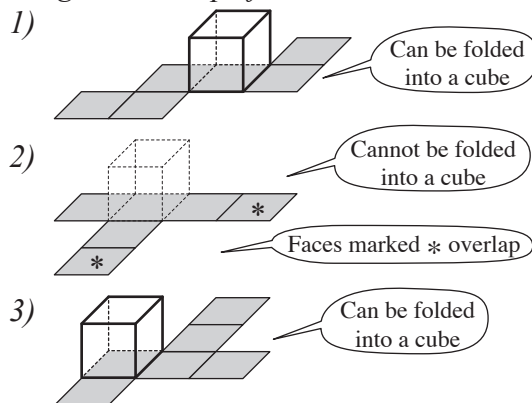 1)
Can be folded
into a cube
2)
Cannot be folded
into a cube
*
*
Faces marked * overlap
3)
Can be folded
into a cube